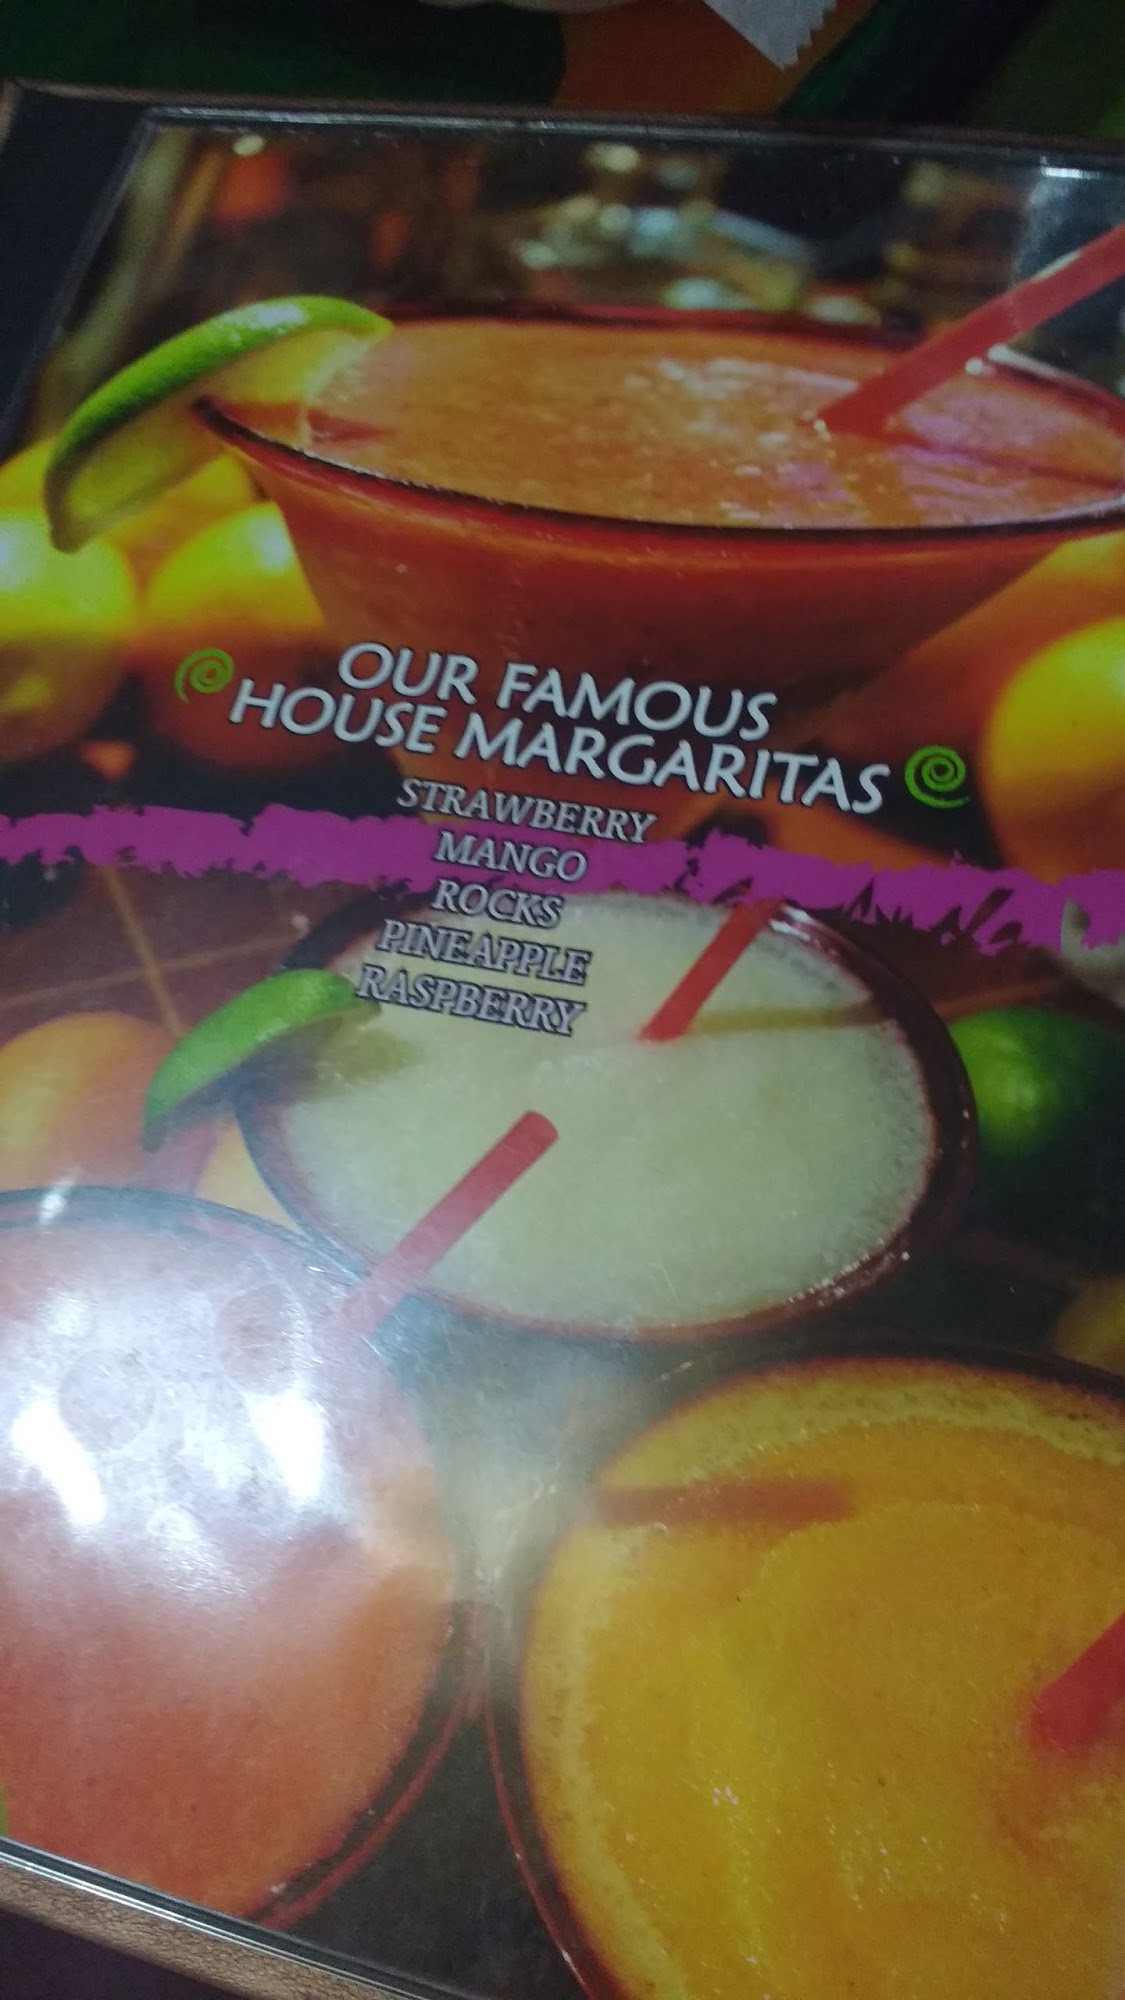 OUR FAMOUS
HOUSE MARGARITAS
STRAWBERRY
MANGO
ROCKS
PINEAPPLE
RASPBERRY